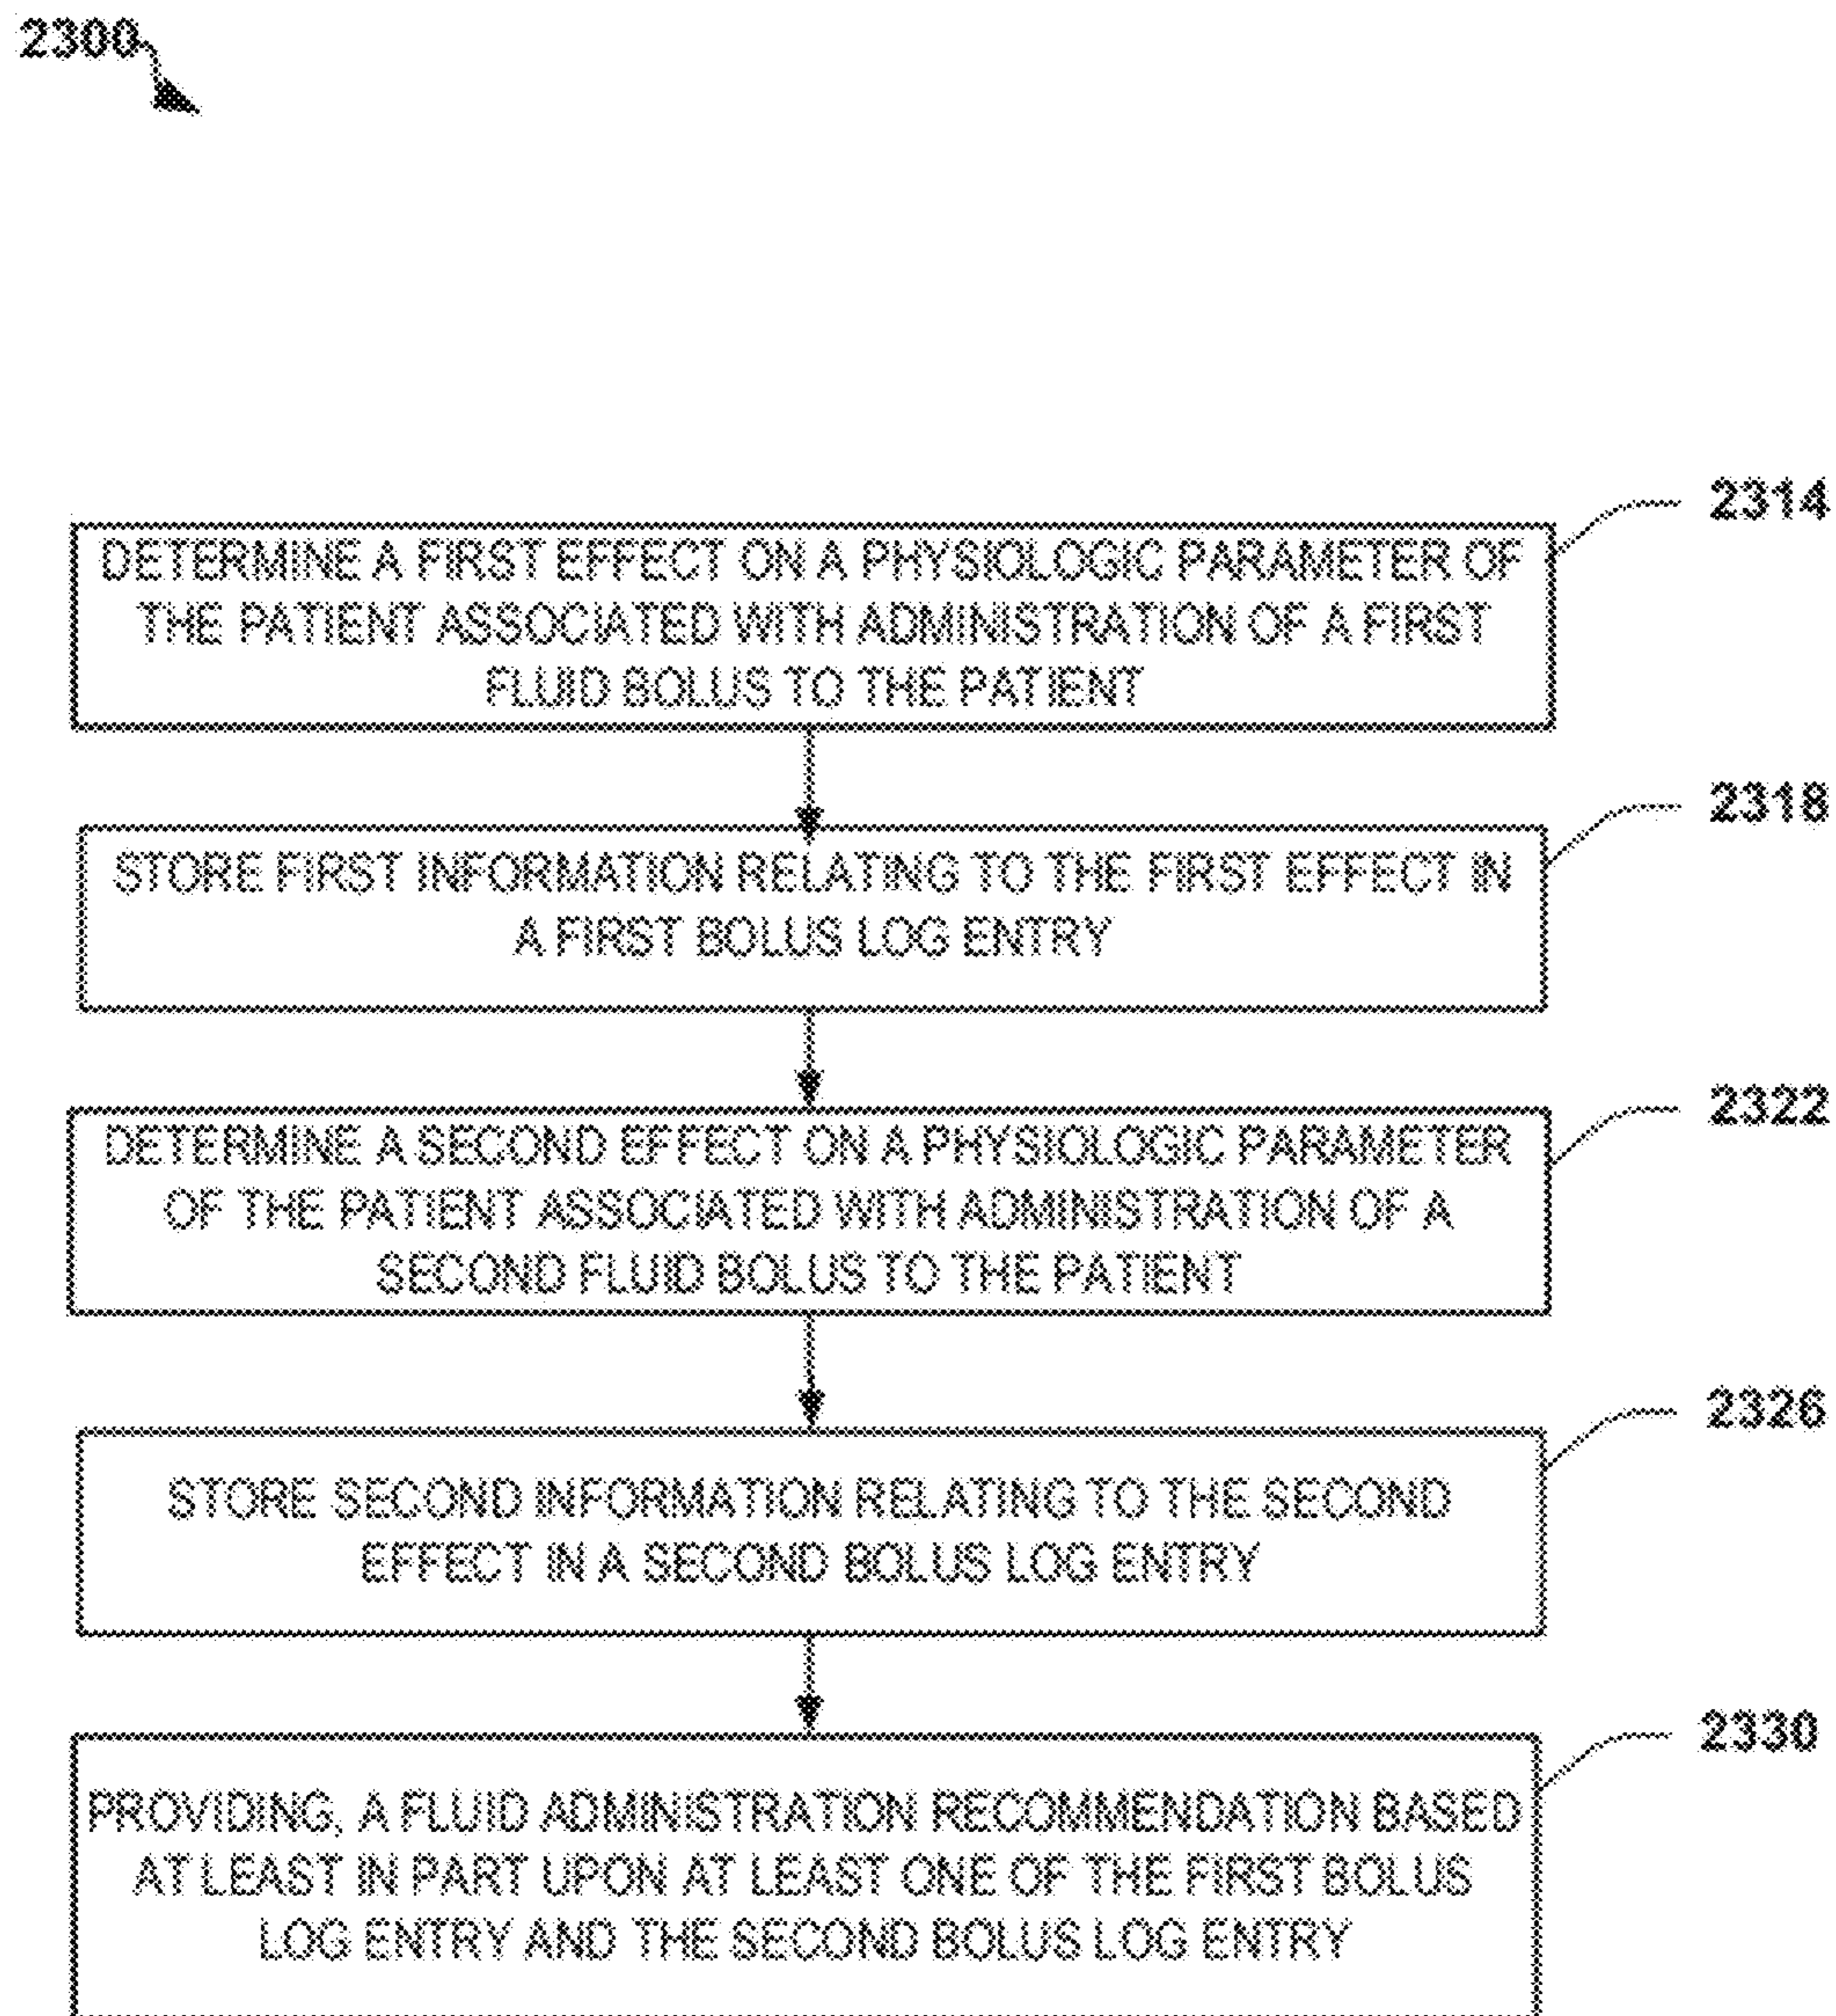 2300
2314
DETERMINE A FIRST EFFECT ON A PHYSIOLOGIC PARAMETER OF
THE PATIENT ASSOCIATED WITH ADMINISTRATION OF A FIRST
FLUID BOLUS TO THE PATIENT
2318
STORE FIRST INFORMATION RELATING TO THE FIRST EFFECT IN
A FIRST BOLUS LOG ENTRY
2322
DETERMINE A SECOND EFFECT ON A PHYSIOLOGIC PARAMETER
OF THE PATIENT ASSOCIATED WITH ADMINISTRATION OF A
SECOND FLUID BOLUS TO THE PATIENT
2326
STORE SECOND INFORMATION RELATING TO THE SECOND
EFFECT IN A SECOND BOLUS LOG ENTRY
2330
PROVIDING, A FLUID ADMINISTRATION RECOMMENDATION BASED
AT LEAST IN PART UPON AT LEAST ONE OF THE FIRST BOLUS
LOG ENTRY AND THE SECOND BOLUS LOG ENTRY